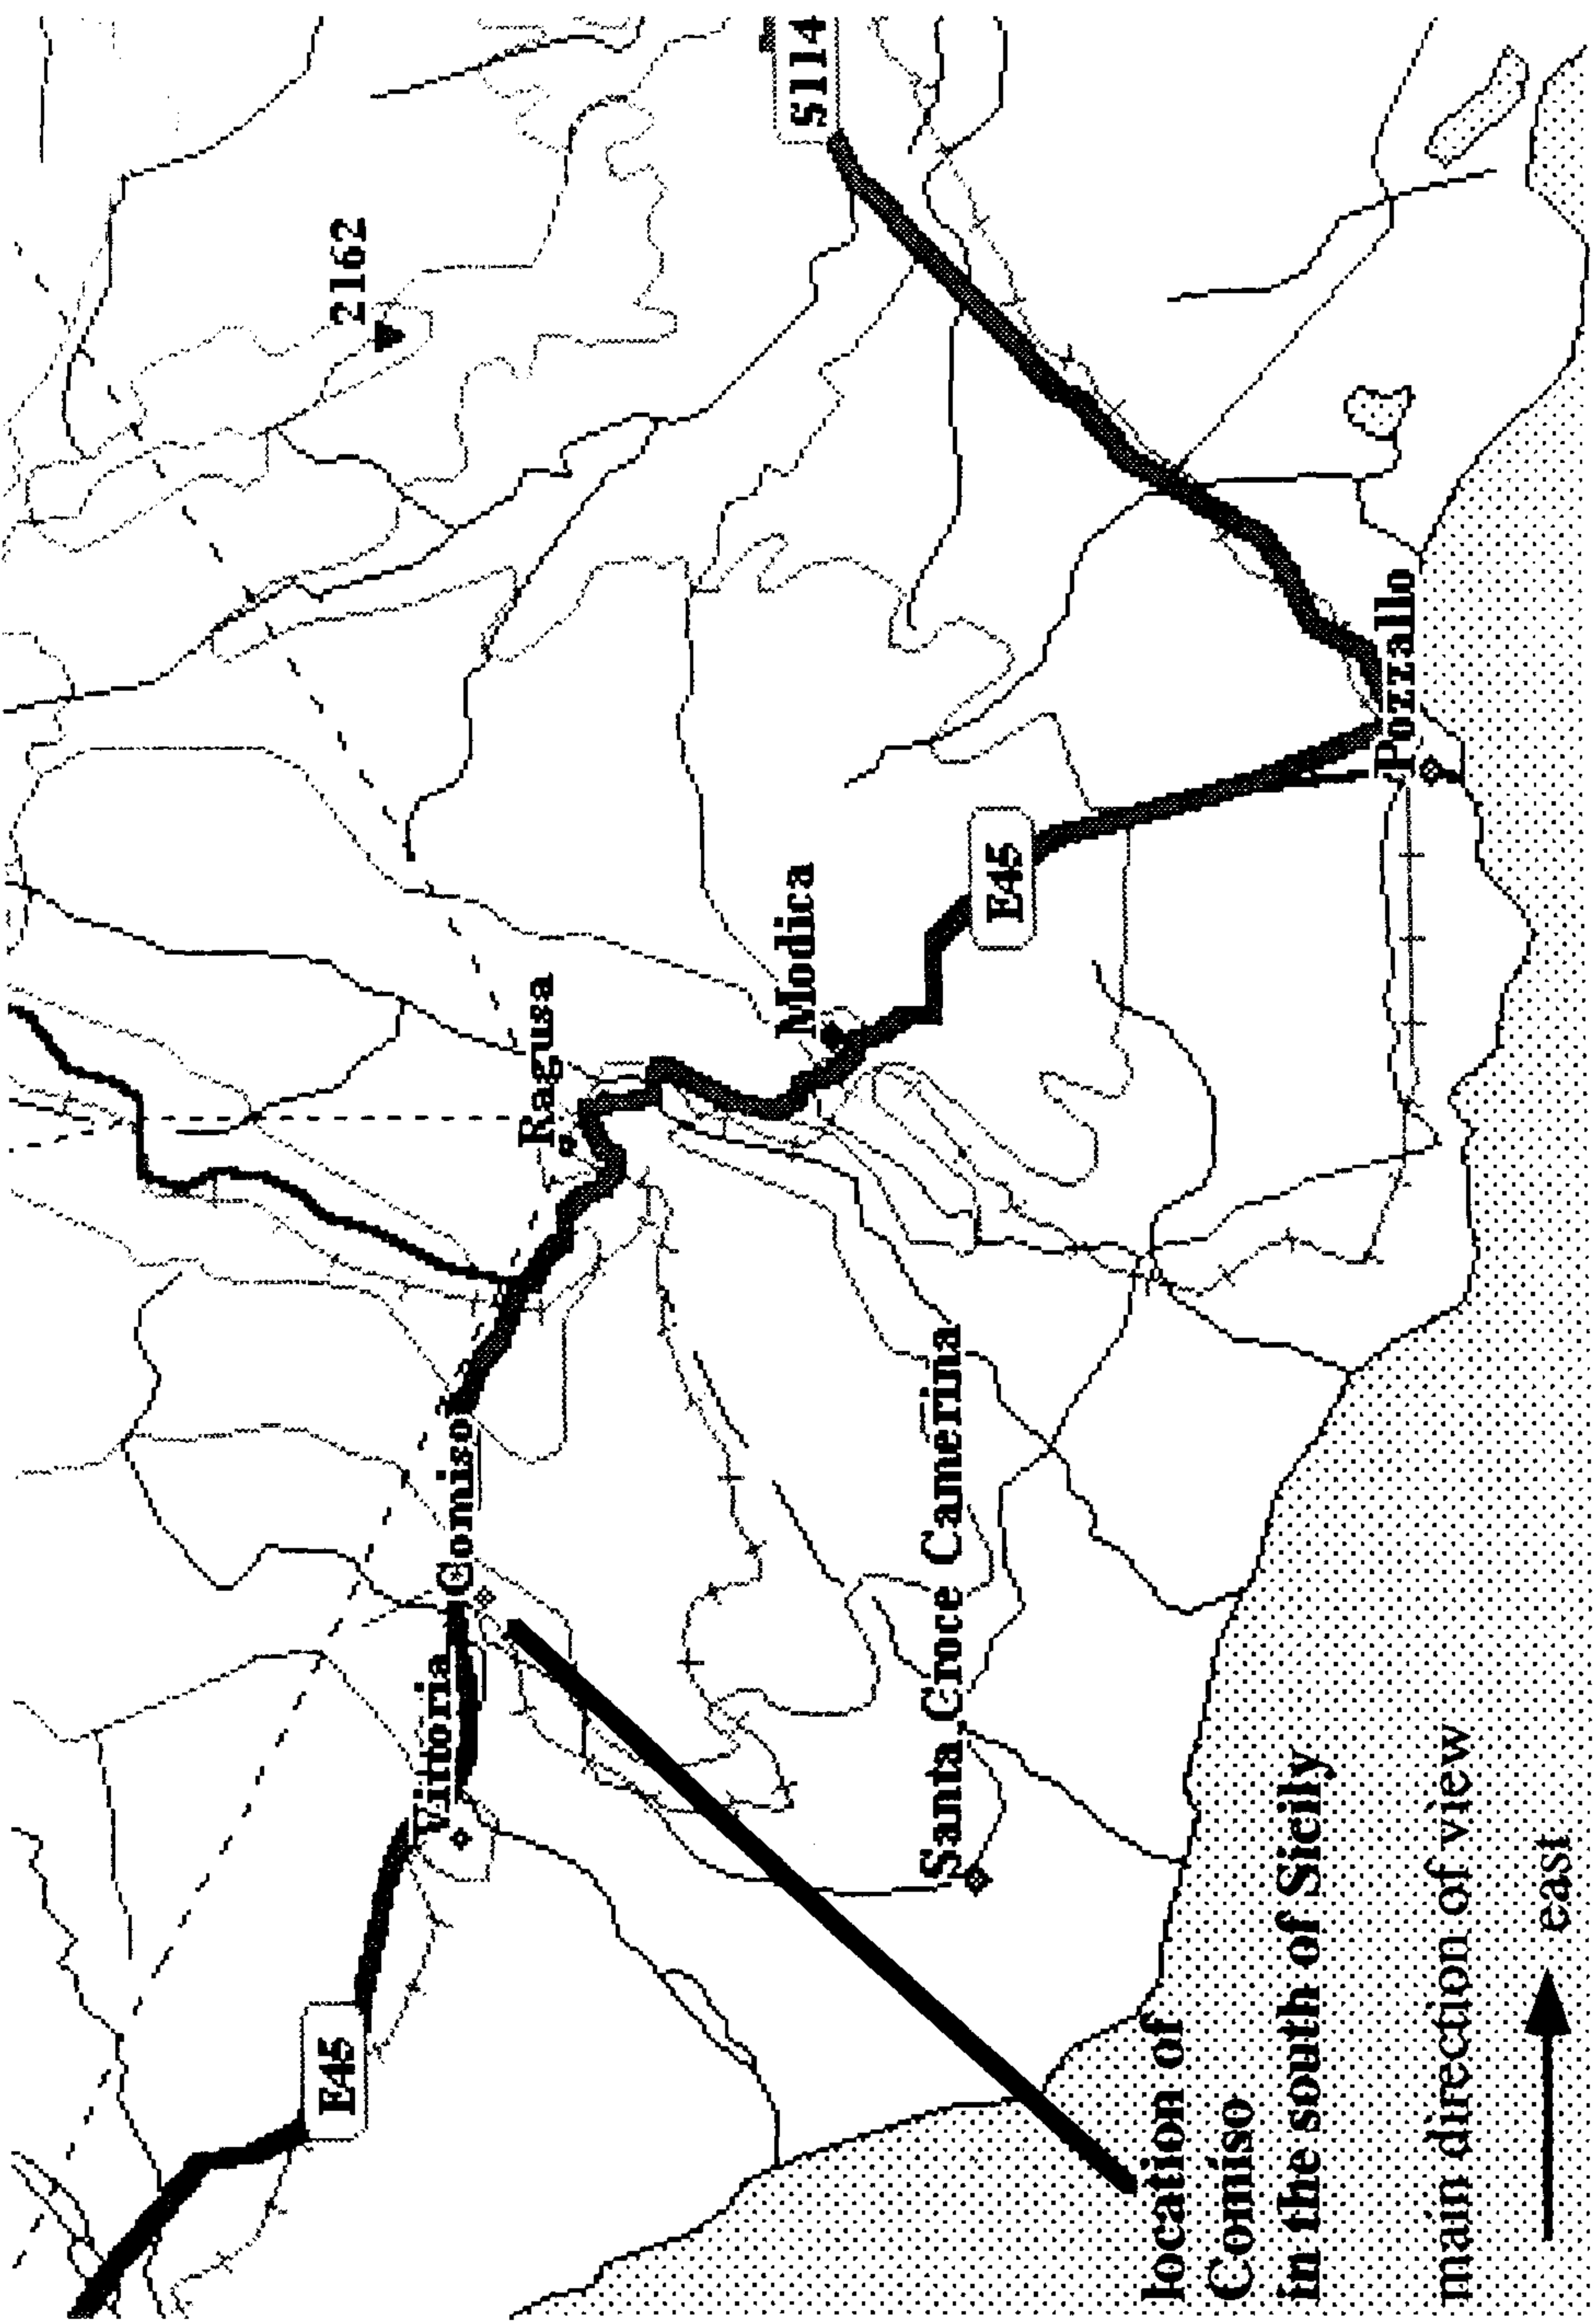 E45
2162
Vittoria
Comiso
Ragusa
Modica
S114
Santa Croce Camerina
E45
Pozzallo
location of
Comiso
in the south of Sicily
main direction of view
east